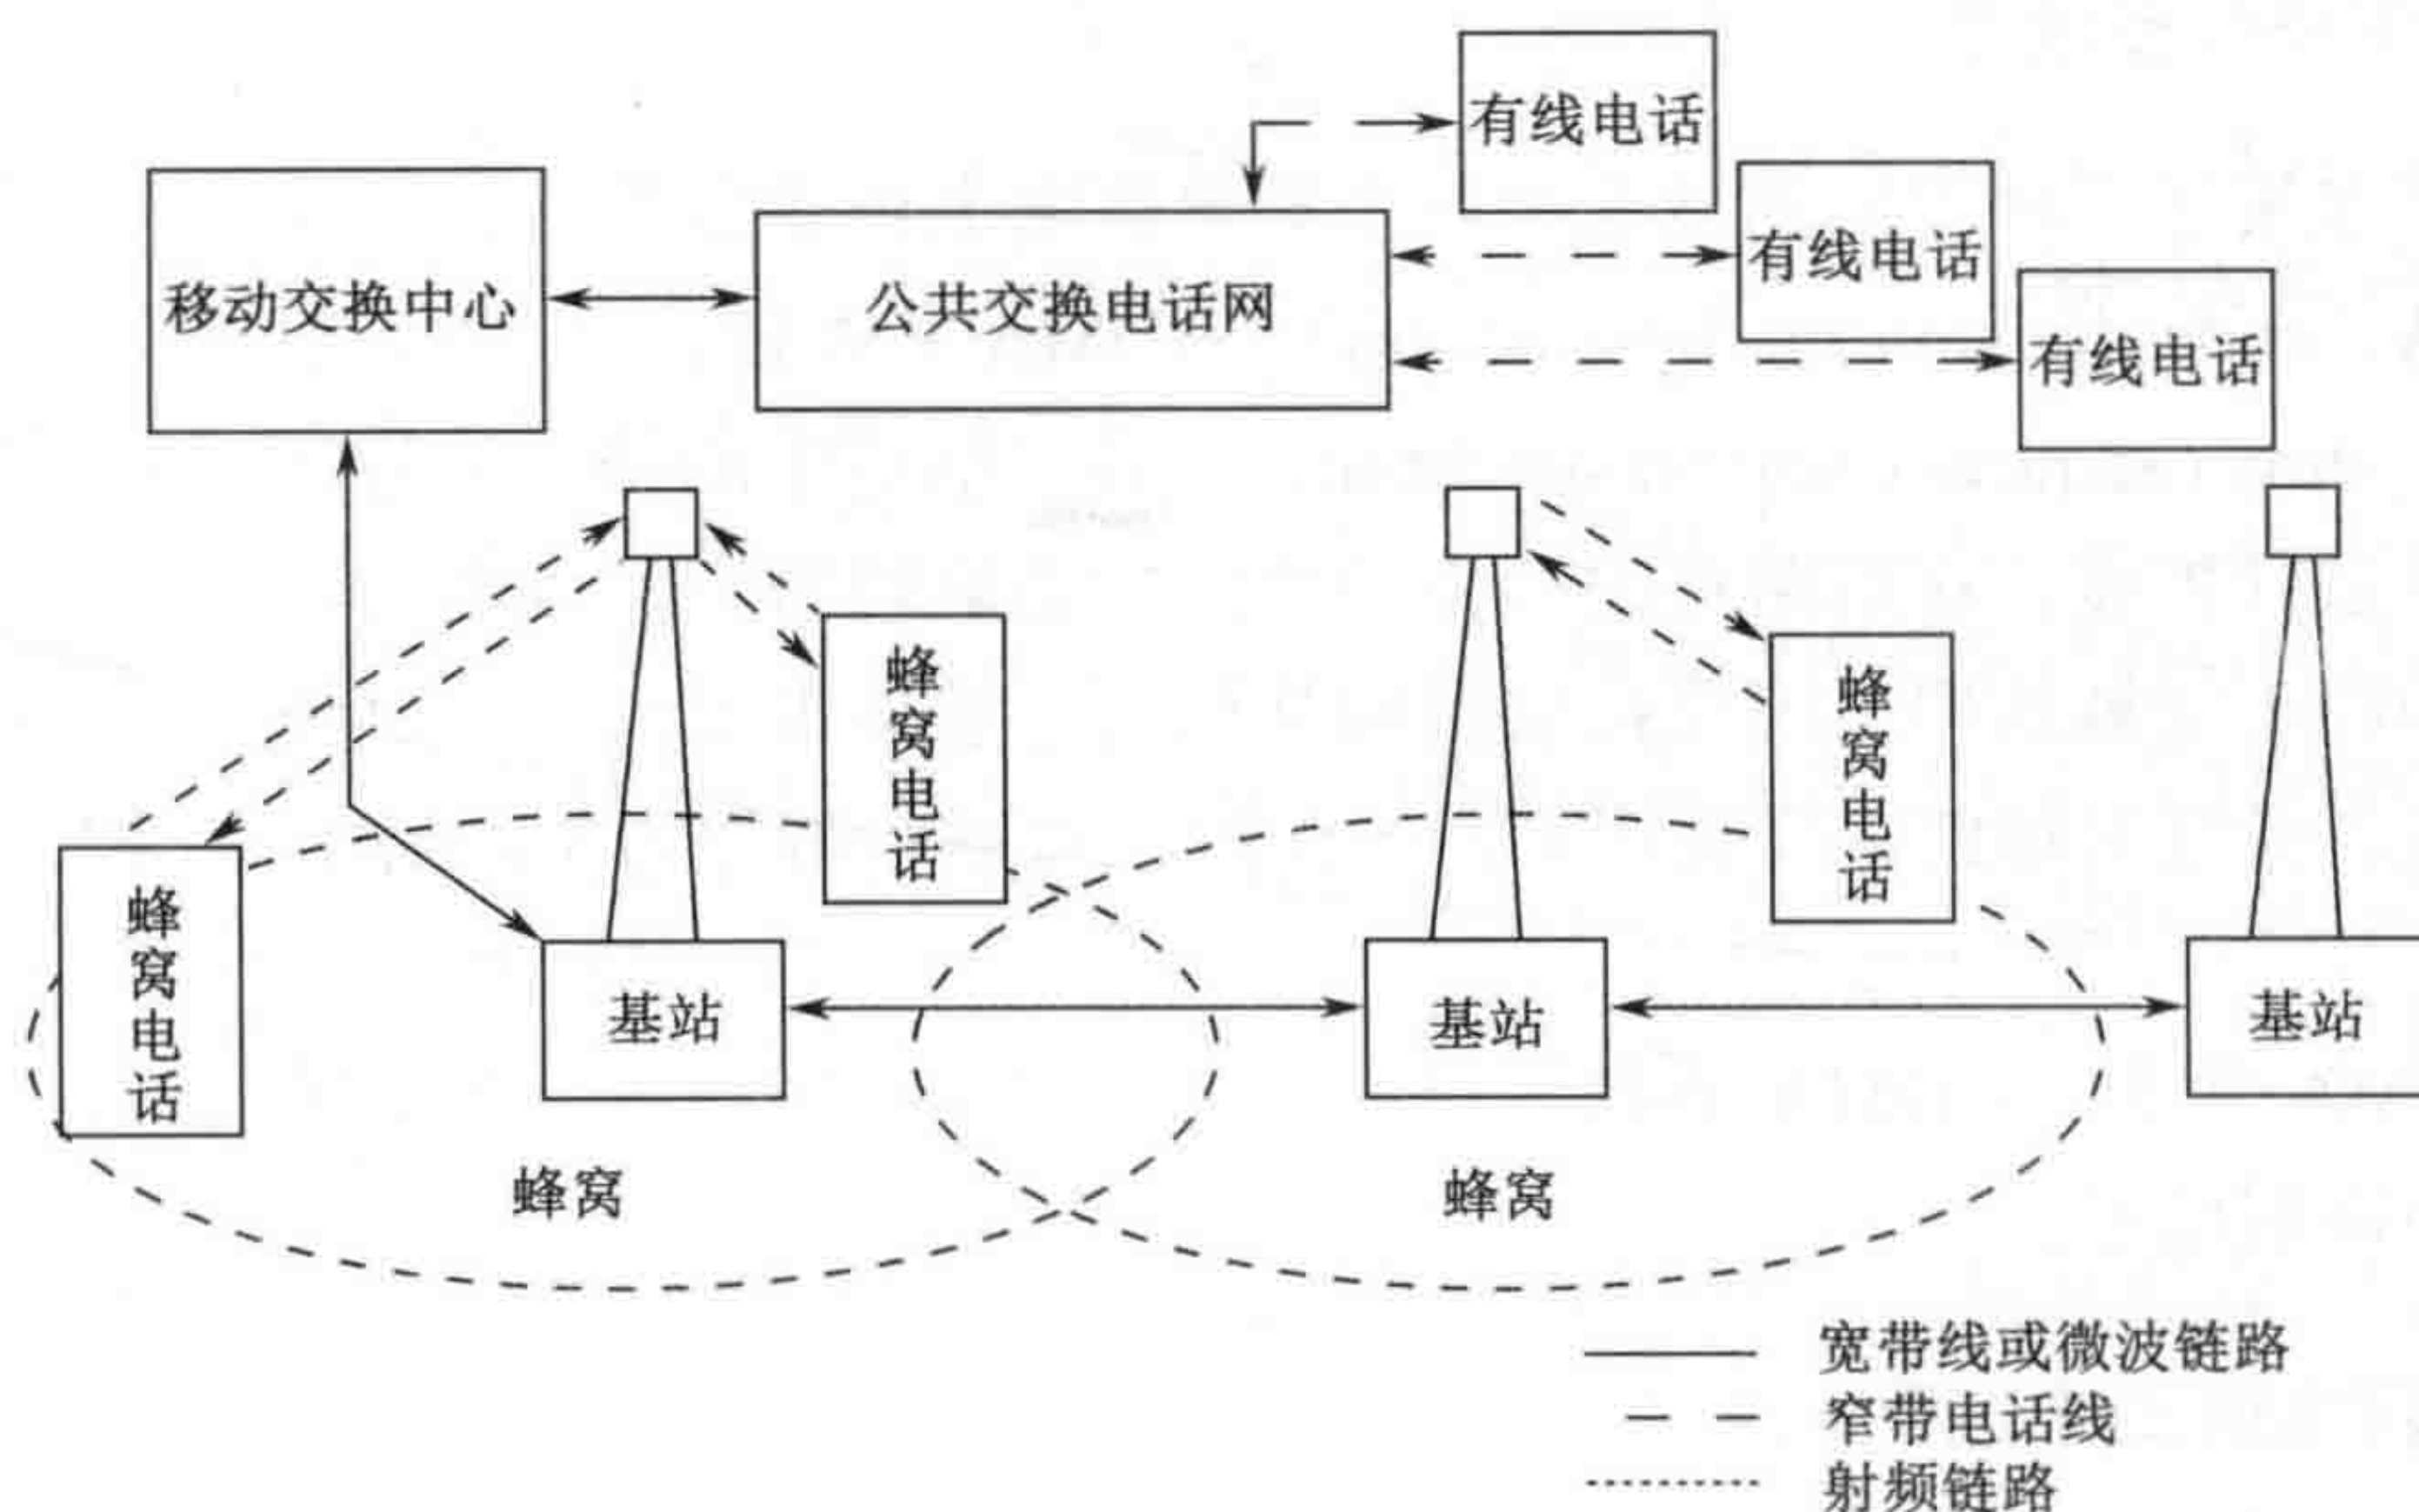 有线电话
有线电话
有线电话
移动交换中心
公共交换电话网
蜂窝电话
蜂窝电话
蜂窝电话
基站
基站
基站
蜂窝
蜂窝
宽带线或微波链路
窄带电话线
射频链路